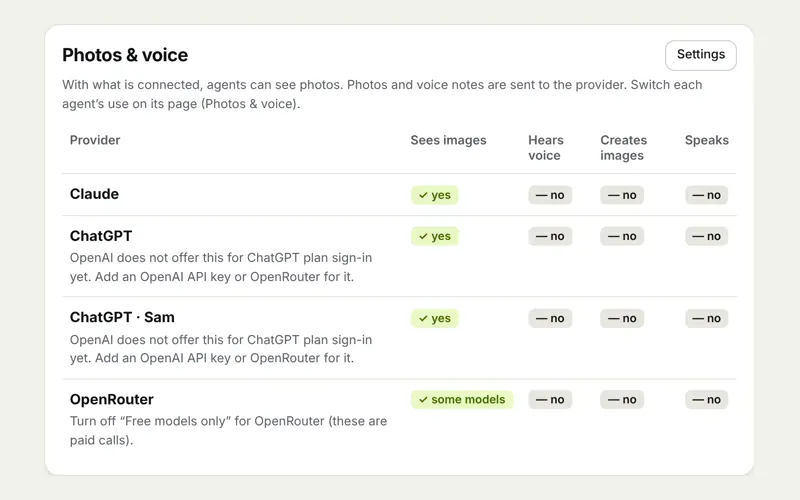 Photos & voice
Settings
With what is connected, agents can see photos. Photos and voice notes are sent to the provider. Switch each
agent’s use on its page (Photos & voice).
Provider
Sees images
Hears
voice
Creates
images
Speaks
Claude
✓ yes
— no
— no
— no
ChatGPT
✓ yes
— no
— no
— no
OpenAI does not offer this for ChatGPT plan sign-in
yet. Add an OpenAI API key or OpenRouter for it.
ChatGPT · Sam
✓ yes
— no
— no
— no
OpenAI does not offer this for ChatGPT plan sign-in
yet. Add an OpenAI API key or OpenRouter for it.
OpenRouter
✓ some models
— no
— no
— no
Turn off “Free models only” for OpenRouter (these are
paid calls).